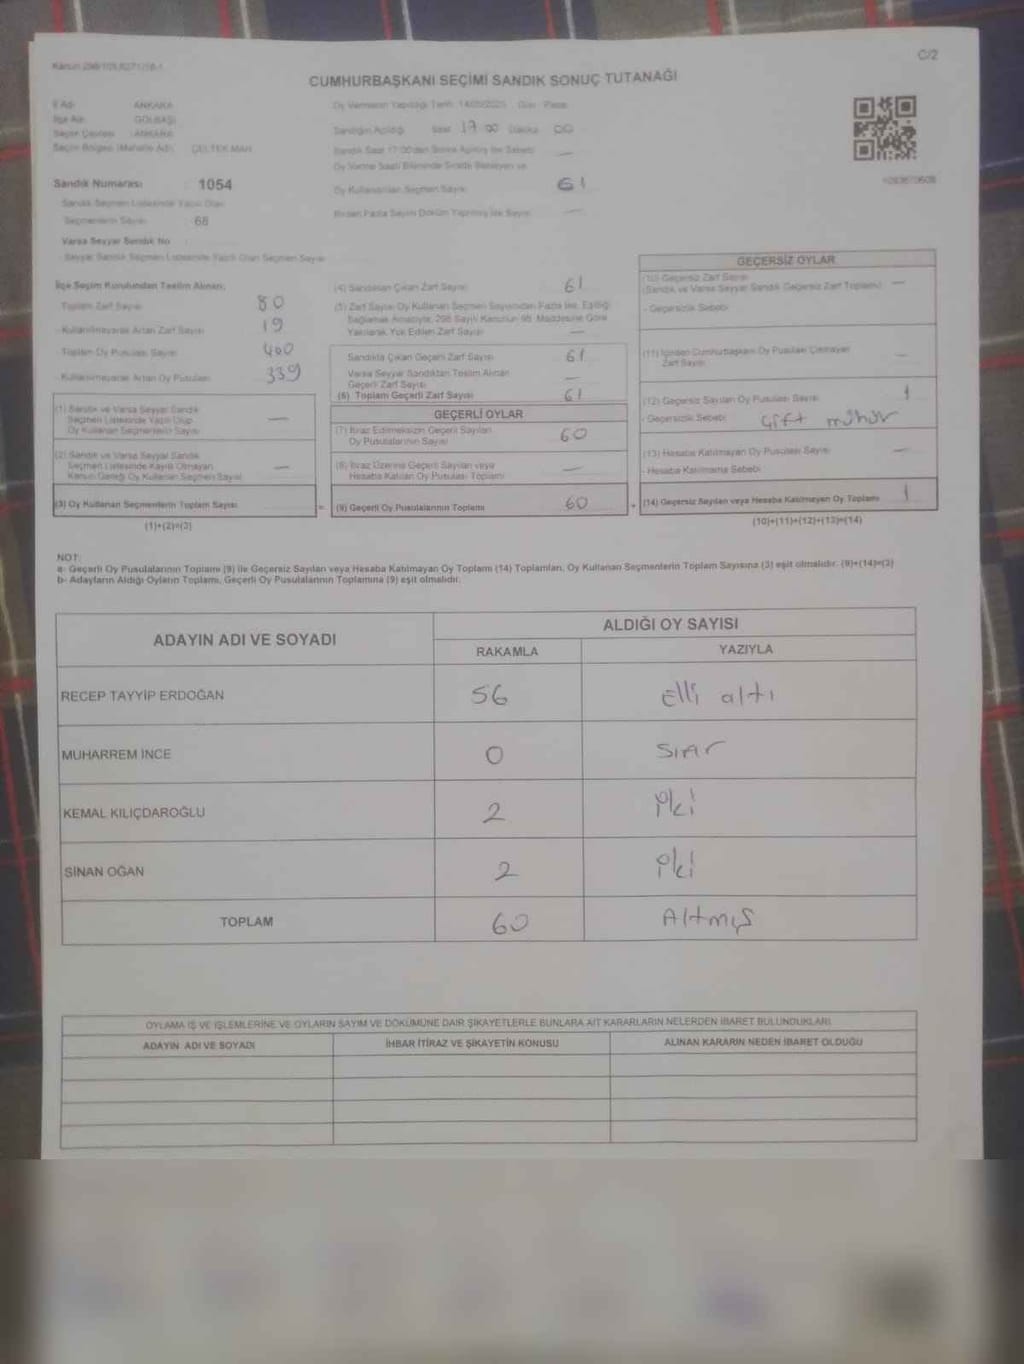 C/2
CUMHURBAŞKANI SEÇİMİ SANDIK SONUÇ TUTANAĞI
İl Adı ANKARA
İlçe Adı GÖLBAŞI
Seçim Çevresi ANKARA
Seçim Bölgesi (Mahalle Adı) ÇELTEK MAH.
Sandık Numarası : 1054
Sandık Seçmen Listesinde Yazılı Olan
Seçmenlerin Sayısı 68
Varsa Seyyar Sandık No
Seyyar Sandık Seçmen Listesinde Yazılı Olan Seçmen Sayısı
Oy Vermenin Yapıldığı Tarih 14/05/2023 Gün Pazar
Sandığın Açıldığı Saat 17 00 Dakika 00
Sandık Saat 17:00'den Sonra Açılmış İse Sebebi —
Oy Verme Saati Bitiminde Sırada Bekleyen ve
Oy Kullananları Seçmen Sayısı 61
Birden Fazla Sayım Döküm Yapılmış İse Sayısı —
İlçe Seçim Kurulundan Teslim Alınan;
Toplam Zarf Sayısı 80
- Kullanılmayarak Artan Zarf Sayısı 19
Toplam Oy Pusulası Sayısı 400
- Kullanılmayarak Artan Oy Pusulası 339
(1) Sandık ve Varsa Seyyar Sandık
Seçmen Listesinde Yazılı Olup
Oy Kullanan Seçmenlerin Sayısı —
(2) Sandık ve Varsa Seyyar Sandık
Seçmen Listesinde Kayıtlı Olmayan
Kanun Gereği Oy Kullanan Seçmen Sayısı —
(3) Oy Kullanan Seçmenlerin Toplam Sayısı
(1)+(2)=(3)
(4) Sandıktan Çıkan Zarf Sayısı 61
(5) Zarf Sayısı Oy Kullanan Seçmen Sayısından Fazla İse, Eşitliği
Sağlamak Amacıyla, 298 Sayılı Kanunun 98. Maddesine Göre
Yakılarak Yok Edilen Zarf Sayısı —
Sandıkta Çıkan Geçerli Zarf Sayısı 61
Varsa Seyyar Sandıktan Teslim Alınan
Geçerli Zarf Sayısı —
(6) Toplam Geçerli Zarf Sayısı 61
GEÇERLİ OYLAR
(7) İtiraz Edilmeksizin Geçerli Sayılan
Oy Pusulalarının Sayısı 60
(8) İtiraz Üzerine Geçerli Sayılan veya
Hesaba Katılan Oy Pusulası Toplamı —
= (9) Geçerli Oy Pusulalarının Toplamı 60
GEÇERSİZ OYLAR
(10) Geçersiz Zarf Sayısı
(Sandık ve Varsa Seyyar Sandık Geçersiz Zarf Toplamı) —
- Geçersizlik Sebebi
(11) İçinden Cumhurbaşkanı Oy Pusulası Çıkmayan
Zarf Sayısı —
(12) Geçersiz Sayılan Oy Pusulası Sayısı 1
- Geçersizlik Sebebi Çift mühür
(13) Hesaba Katılmayan Oy Pusulası Sayısı —
- Hesaba Katılmama Sebebi
+ (14) Geçersiz Sayılan veya Hesaba Katılmayan Oy Toplamı 1
(10)+(11)+(12)+(13)=(14)
NOT:
a- Geçerli Oy Pusulalarının Toplamı (9) ile Geçersiz Sayılan veya Hesaba Katılmayan Oy Toplamı (14) Toplamları, Oy Kullanan Seçmenlerin Toplam Sayısına (3) eşit olmalıdır. (9)+(14)=(3)
b- Adayların Aldığı Oyların Toplamı, Geçerli Oy Pusulalarının Toplamına (9) eşit olmalıdır.
ADAYIN ADI VE SOYADI
ALDIĞI OY SAYISI
RAKAMLA YAZIYLA
RECEP TAYYİP ERDOĞAN 56 Elli altı
MUHARREM İNCE 0 Sıfır
KEMAL KILIÇDAROĞLU 2 İki
SİNAN OĞAN 2 İki
TOPLAM 60 Altmış
OYLAMA İŞ VE İŞLEMLERİNE VE OYLARIN SAYIM VE DÖKÜMÜNE DAİR ŞİKAYETLERLE BUNLARA AİT KARARLARIN NELERDEN İBARET BULUNDUKLARI
ADAYIN ADI VE SOYADI İHBAR İTİRAZ VE ŞİKAYETİN KONUSU ALINAN KARARIN NEDEN İBARET OLDUĞU